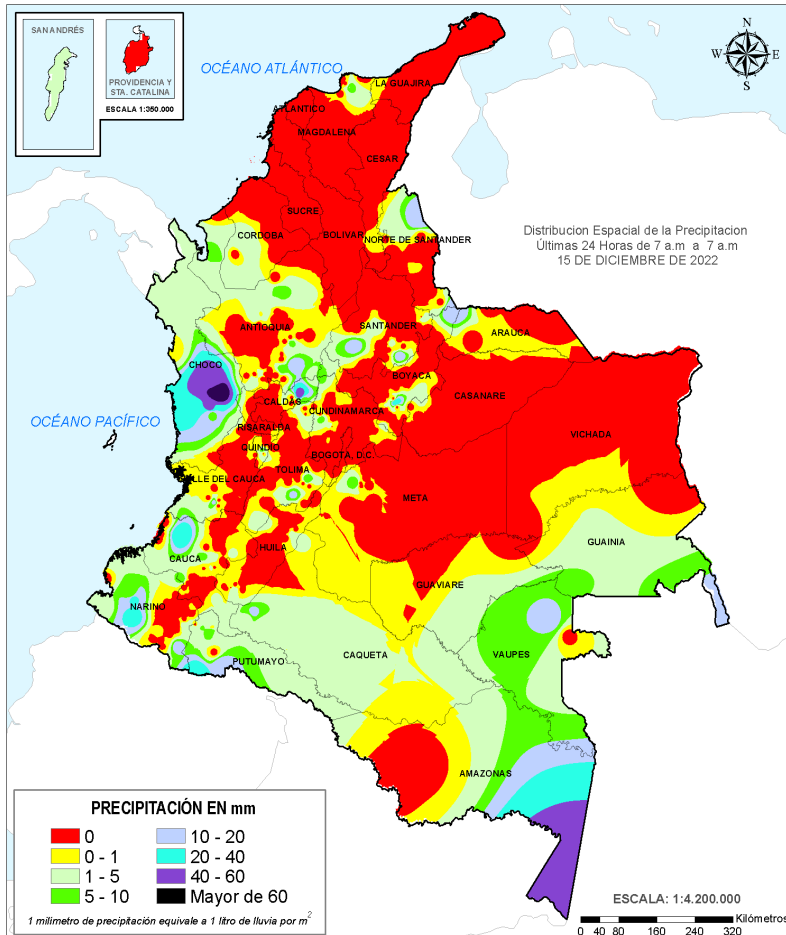 SAN ANDRÉS
PROVIDENCIA Y
STA. CATALINA
ESCALA 1:350.000
OCÉANO ATLÁNTICO
N
W
E
S
LA GUAJIRA
ATLANTICO
MAGDALENA
CESAR
SUCRE
CORDOBA
BOLIVAR
NORTE DE SANTANDER
Distribucion Espacial de la Precipitacion
Últimas 24 Horas de 7 a.m a 7 a.m
15 DE DICIEMBRE DE 2022
ANTIOQUIA
SANTANDER
ARAUCA
CHOCO
BOYACA
CASANARE
CALDAS
CUNDINAMARCA
OCÉANO PACÍFICO
RISARALDA
VICHADA
QUINDIO
BOGOTA, D.C.
TOLIMA
VALLE DEL CAUCA
META
GUAINIA
HUILA
CAUCA
GUAVIARE
NARIÑO
CAQUETA
VAUPES
PUTUMAYO
AMAZONAS
PRECIPITACIÓN EN mm
0
10 - 20
0 - 1
20 - 40
1 - 5
40 - 60
5 - 10
Mayor de 60
1 milimetro de precipitación equivale a 1 litro de lluvia por m²
ESCALA: 1:4.200.000
Kilómetros
0 40 80 160 240 320